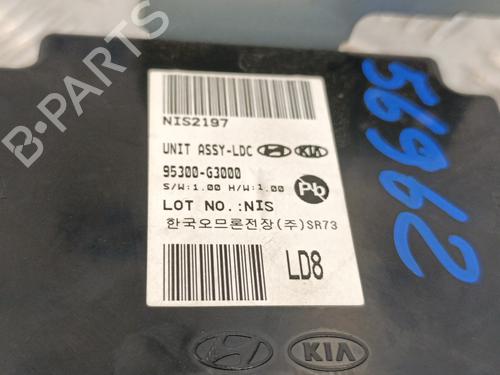 NIS2197
UNIT ASSY-LDC KIA
95300-G3000
S/W:1.00 H/W:1.00
Pb
LOT NO.:NIS
한국오므론전장(주)SR73
LD8
56962
KIA
B-PARTS